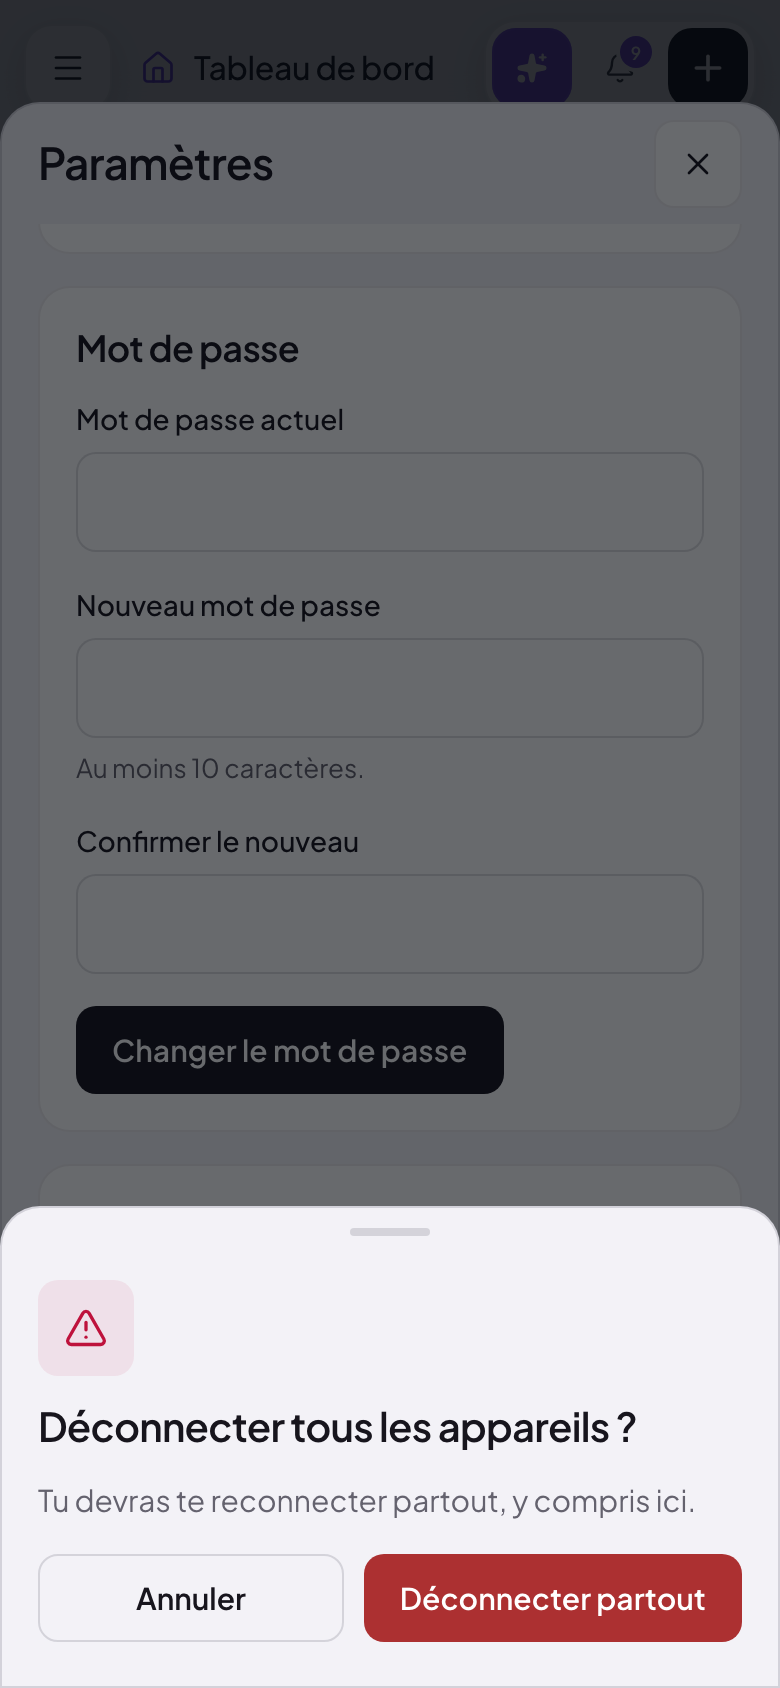 Tableau de bord
9
Paramètres
Mot de passe
Mot de passe actuel
Nouveau mot de passe
Au moins 10 caractères.
Confirmer le nouveau
Changer le mot de passe
Déconnecter tous les appareils ?
Tu devras te reconnecter partout, y compris ici.
Annuler
Déconnecter partout